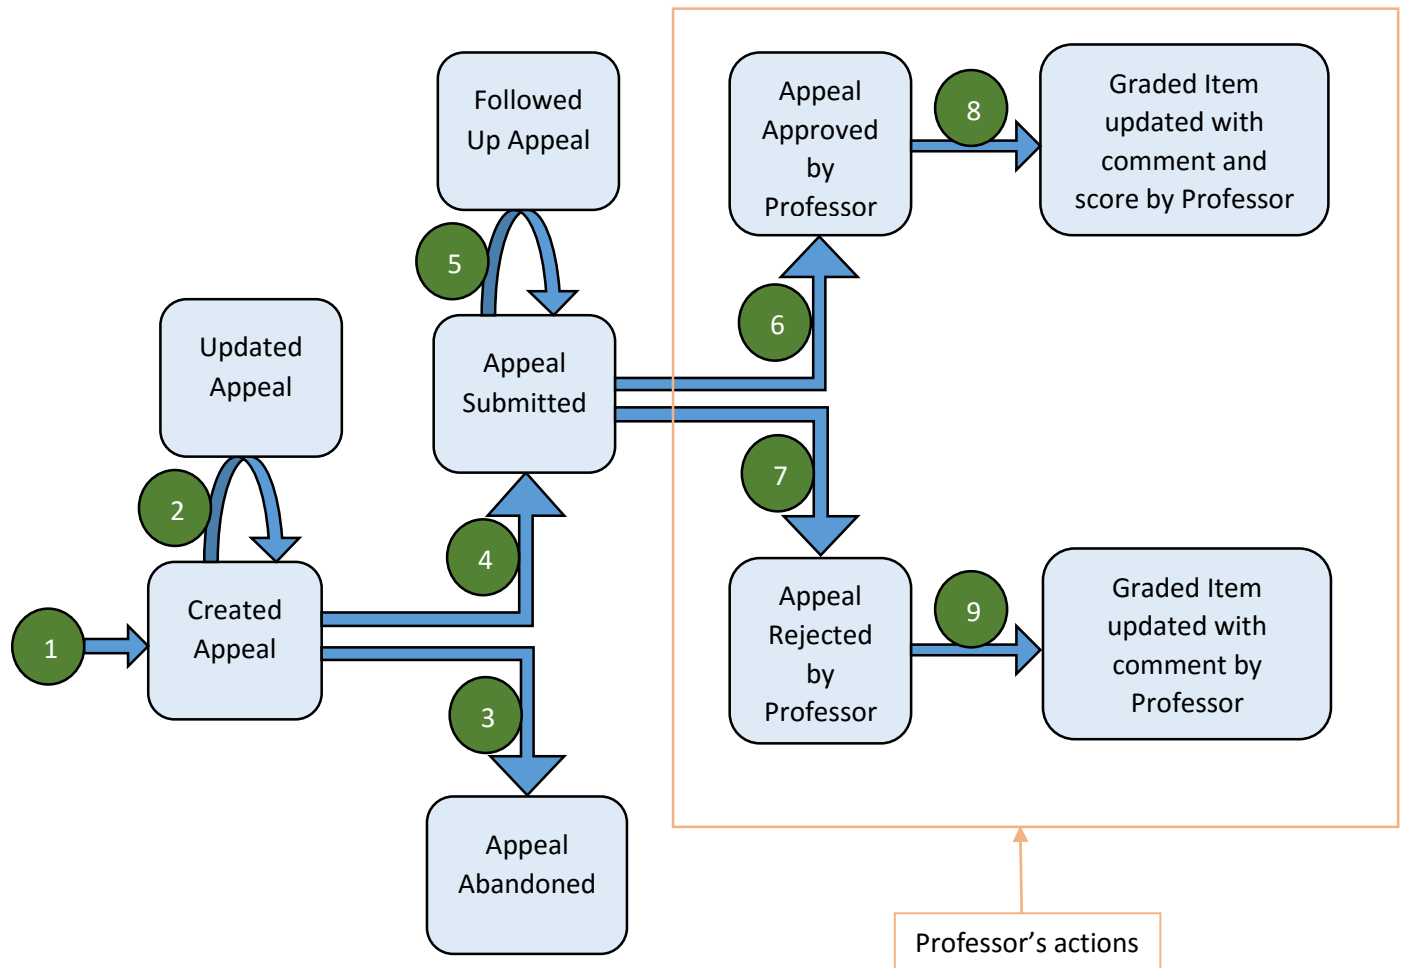 Followed
Up Appeal
Appeal
Approved
by
Professor
8
Graded Item
updated with
comment and
score by Professor
5
Updated
Appeal
Appeal
Submitted
6
2
4
7
1
Created
Appeal
3
Appeal
Rejected
by
Professor
9
Graded Item
updated with
comment by
Professor
Appeal
Abandoned
Professor’s actions